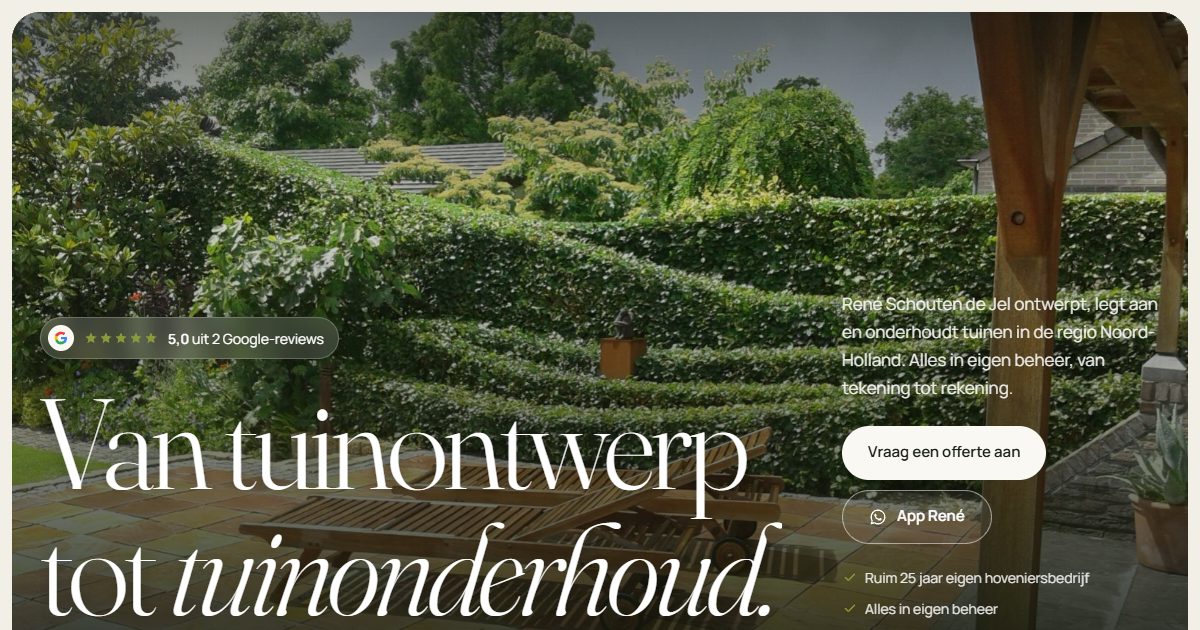 5,0 uit 2 Google-reviews
Van tuinontwerp
tot tuinonderhoud.
René Schouten de Jel ontwerpt, legt aan
en onderhoudt tuinen in de regio Noord-
Holland. Alles in eigen beheer, van
tekening tot rekening.
Vraag een offerte aan
App René
Ruim 25 jaar eigen hoveniersbedrijf
Alles in eigen beheer